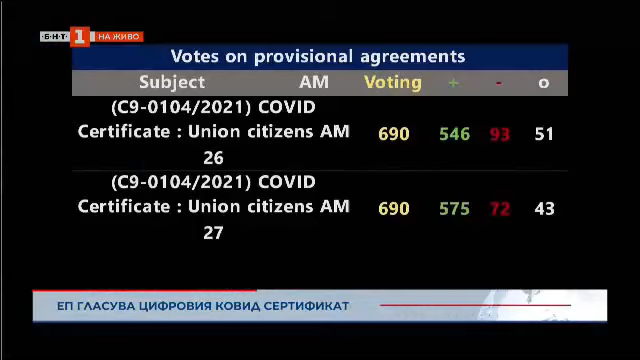 БНТ 1 НА ЖИВО
Votes on provisional agreements
Subject AM Voting + - o
(C9-0104/2021) COVID
Certificate : Union citizens AM 690 546 93 51
26
(C9-0104/2021) COVID
Certificate : Union citizens AM 690 575 72 43
27
ЕП ГЛАСУВА ЦИФРОВИЯ КОВИД СЕРТИФИКАТ